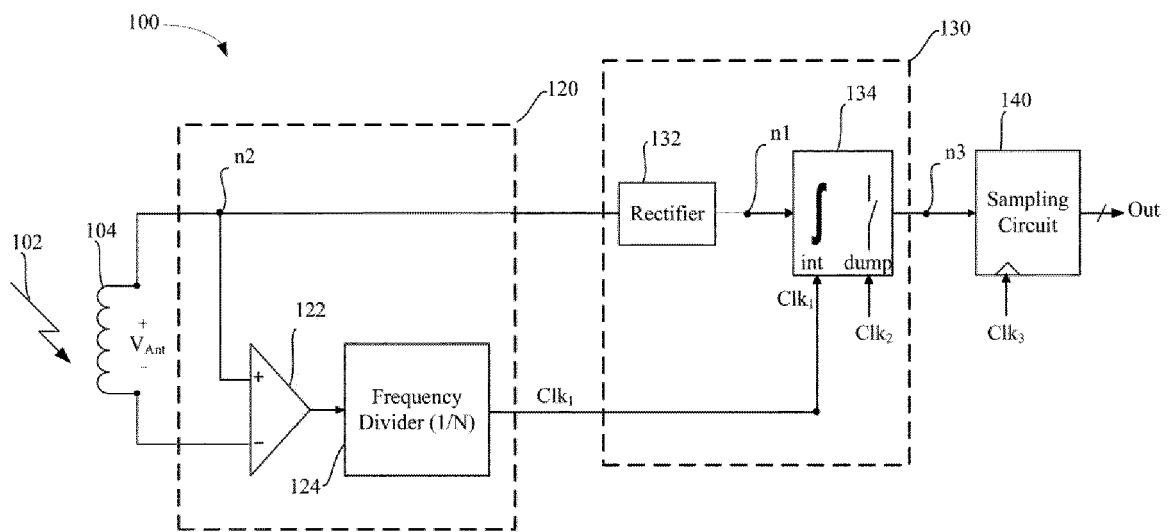 100
120
130
134
140
132
n1
n2
n3
Rectifier
Sampling
Circuit
Out
int dump
102
104
+
V_Ant
−
122
+
−
Frequency
Divider (1/N)
124
Clk₁
Clk₁
Clk₂
Clk₃